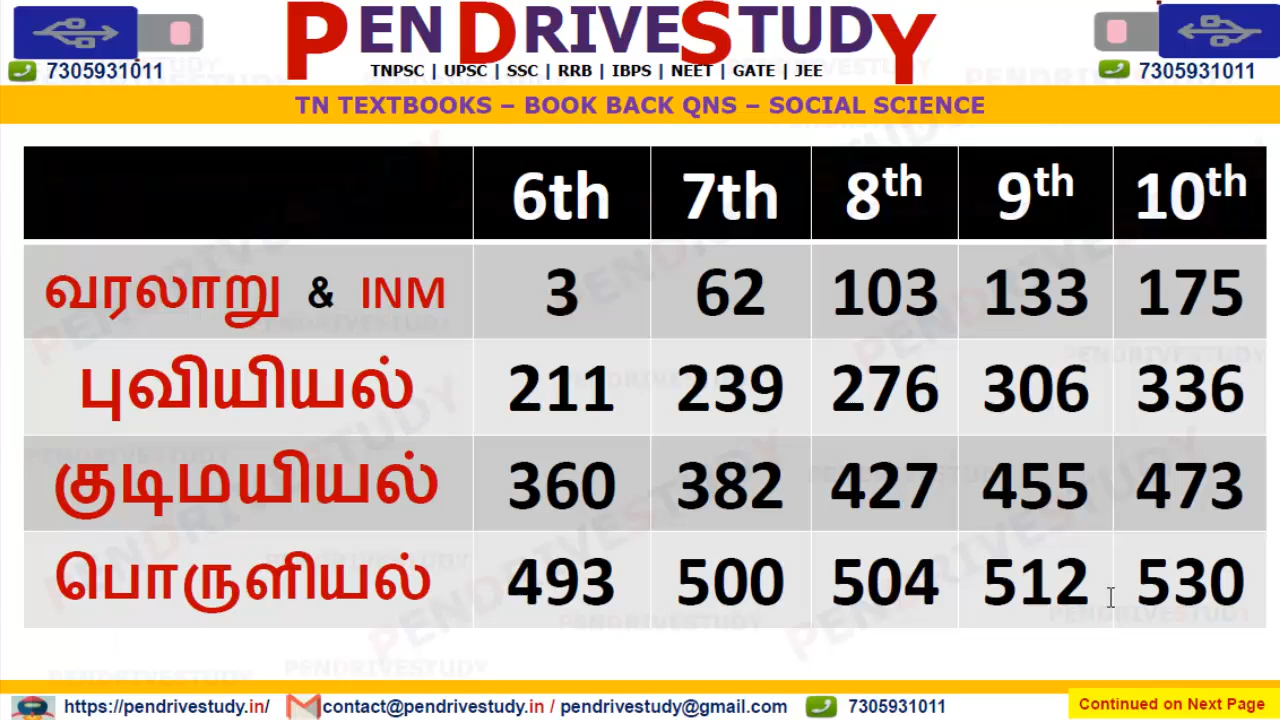 PENDRIVESTUDY
7305931011
TNPSC | UPSC | SSC | RRB | IBPS | NEET | GATE | JEE
7305931011
TN TEXTBOOKS – BOOK BACK QNS – SOCIAL SCIENCE
6th 7th 8th 9th 10th
வரலாறு & INM 3 62 103 133 175
புவியியல் 211 239 276 306 336
குடிமயியல் 360 382 427 455 473
பொருளியல் 493 500 504 512 530
https://pendrivestudy.in/ contact@pendrivestudy.in / pendrivestudy@gmail.com 7305931011 Continued on Next Page